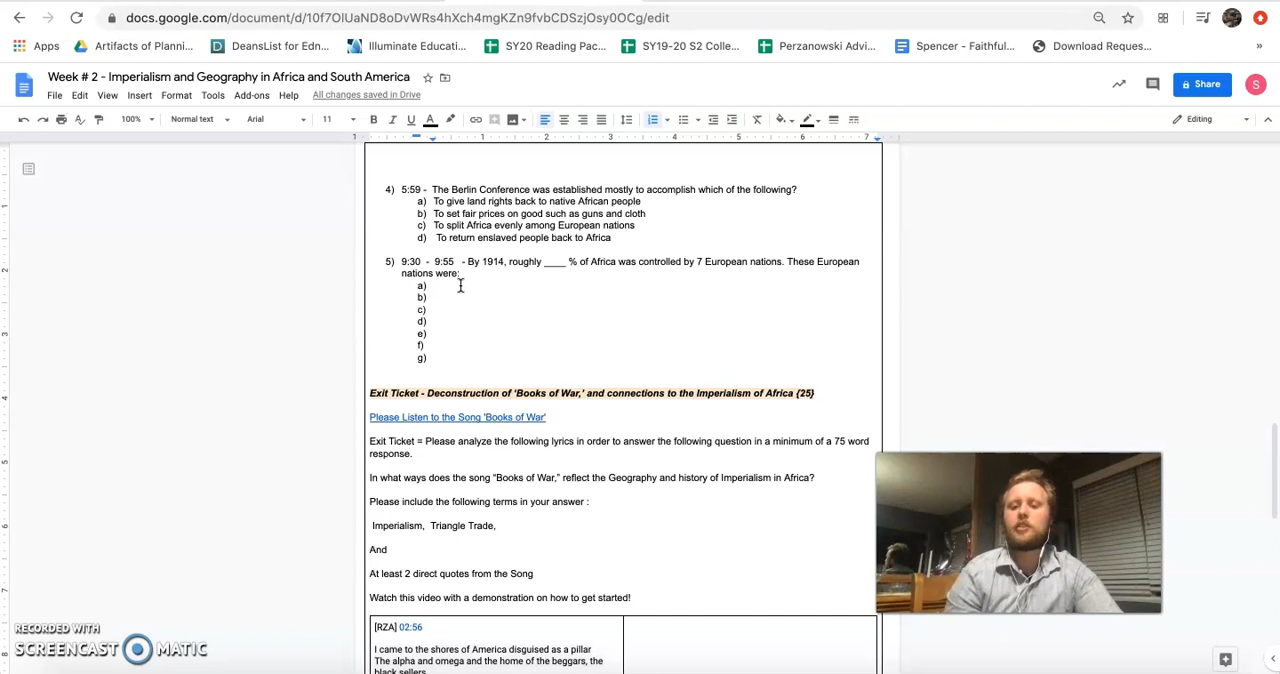 docs.google.com/document/d/10f7OlUaND8oDvWRs4hXch4mgKZn9fvbCDSzjOsy0OCg/edit
Apps
Artifacts of Planni...
DeansList for Edn...
Illuminate Educati...
SY20 Reading Pac...
SY19-20 S2 Colle...
Perzanowski Advi...
Spencer - Faithful...
Download Reques...
»
Week # 2 - Imperialism and Geography in Africa and South America
File Edit View Insert Format Tools Add-ons Help All changes saved in Drive
Share
S
100% Normal text Arial 11 B I U A Editing
1 1 2 3 4 5 6 7
4) 5:59 - The Berlin Conference was established mostly to accomplish which of the following?
a) To give land rights back to native African people
b) To set fair prices on good such as guns and cloth
c) To split Africa evenly among European nations
d) To return enslaved people back to Africa
5) 9:30 - 9:55 - By 1914, roughly ____ % of Africa was controlled by 7 European nations. These European
nations were:
a)
b)
c)
d)
e)
f)
g)
Exit Ticket - Deconstruction of ‘Books of War,’ and connections to the Imperialism of Africa {25}
Please Listen to the Song 'Books of War'
Exit Ticket = Please analyze the following lyrics in order to answer the following question in a minimum of a 75 word
response.
In what ways does the song “Books of War,” reflect the Geography and history of Imperialism in Africa?
Please include the following terms in your answer :
Imperialism, Triangle Trade,
And
At least 2 direct quotes from the Song
Watch this video with a demonstration on how to get started!
[RZA] 02:56
I came to the shores of America disguised as a pillar
The alpha and omega and the home of the beggars, the
black sellers
RECORDED WITH
SCREENCAST MATIC